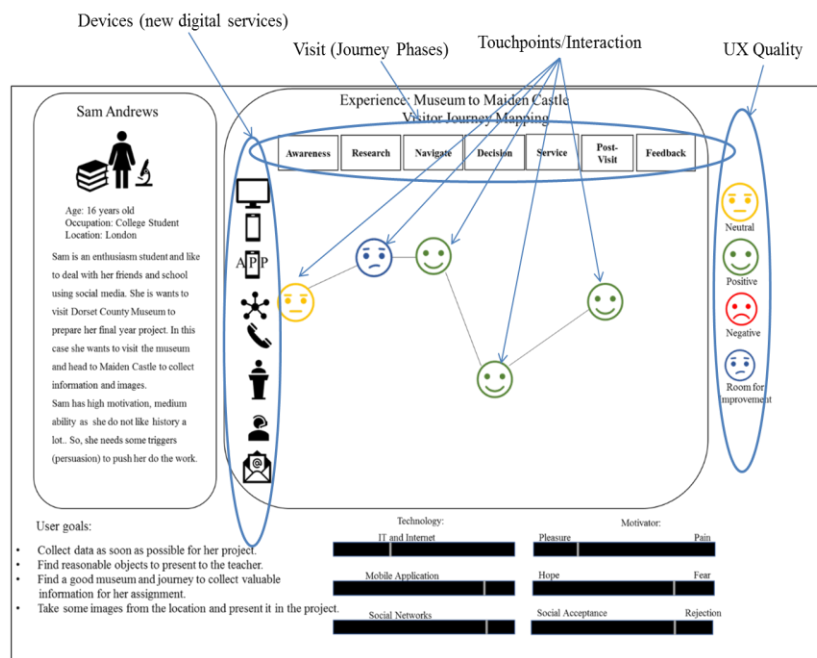 Devices (new digital services)
Visit (Journey Phases)
Touchpoints/Interaction
UX Quality
Sam Andrews
Age: 16 years old
Occupation: College Student
Location: London
Sam is an enthusiasm student and like
to deal with her friends and school
using social media. She is wants to
visit Dorset County Museum to
prepare her final year project. In this
case she wants to visit the museum
and head to Maiden Castle to collect
information and images.
Sam has high motivation, medium
ability as she do not like history a
lot.. So, she needs some triggers
(persuasion) to push her do the work.
Experience: Museum to Maiden Castle
Visitor Journey Mapping
Awareness
Research
Navigate
Decision
Service
Post-
Visit
Feedback
APP
@
Neutral
Positive
Negative
Room for
improvement
User goals:
• Collect data as soon as possible for her project.
• Find reasonable objects to present to the teacher.
• Find a good museum and journey to collect valuable
information for her assignment.
• Take some images from the location and present it in the project.
Technology:
IT and Internet
Mobile Application
Social Networks
Motivator:
Pleasure Pain
Hope Fear
Social Acceptance Rejection